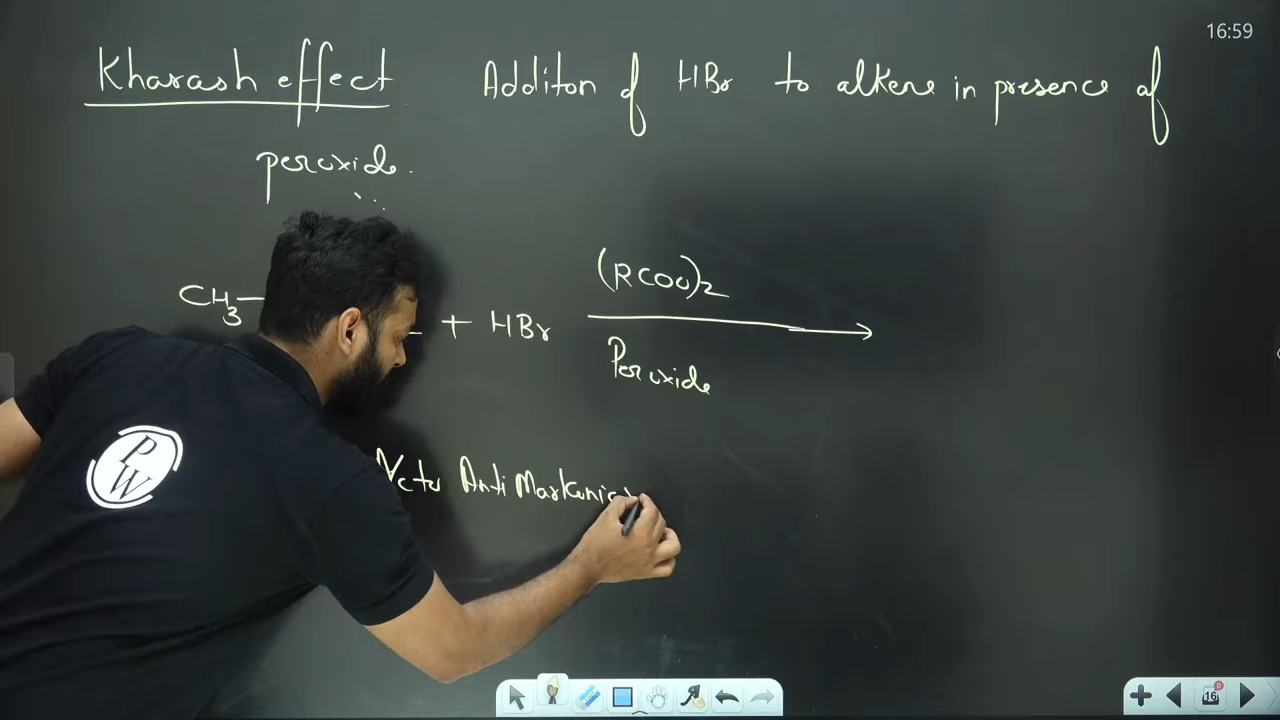 16:59
Kharash effect Additon of HBr to alkene in presence of
peroxide.
CH3— + HBr
(RCOO)2
Peroxide
Anti Markonic
PW
16